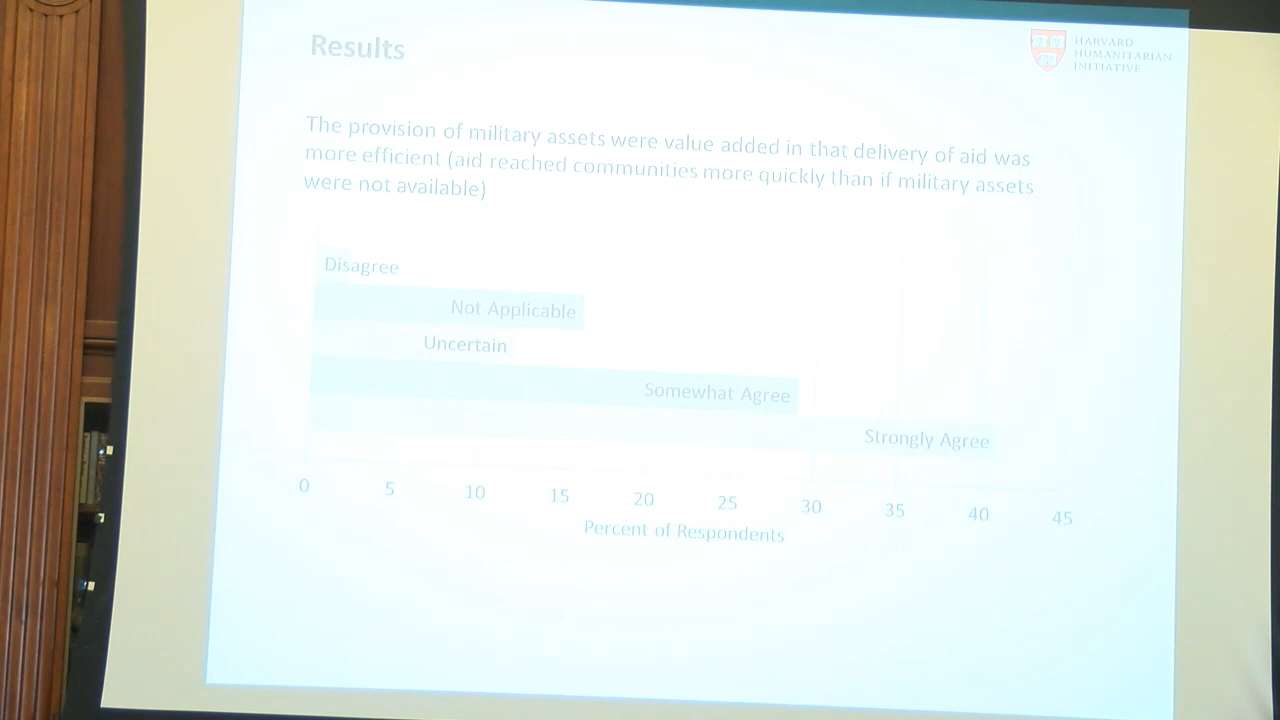 Results
HARVARD
HUMANITARIAN
INITIATIVE
The provision of military assets were value added in that delivery of aid was
more efficient (aid reached communities more quickly than if military assets
were not available)
Disagree
Not Applicable
Uncertain
Somewhat Agree
Strongly Agree
0 5 10 15 20 25 30 35 40 45
Percent of Respondents